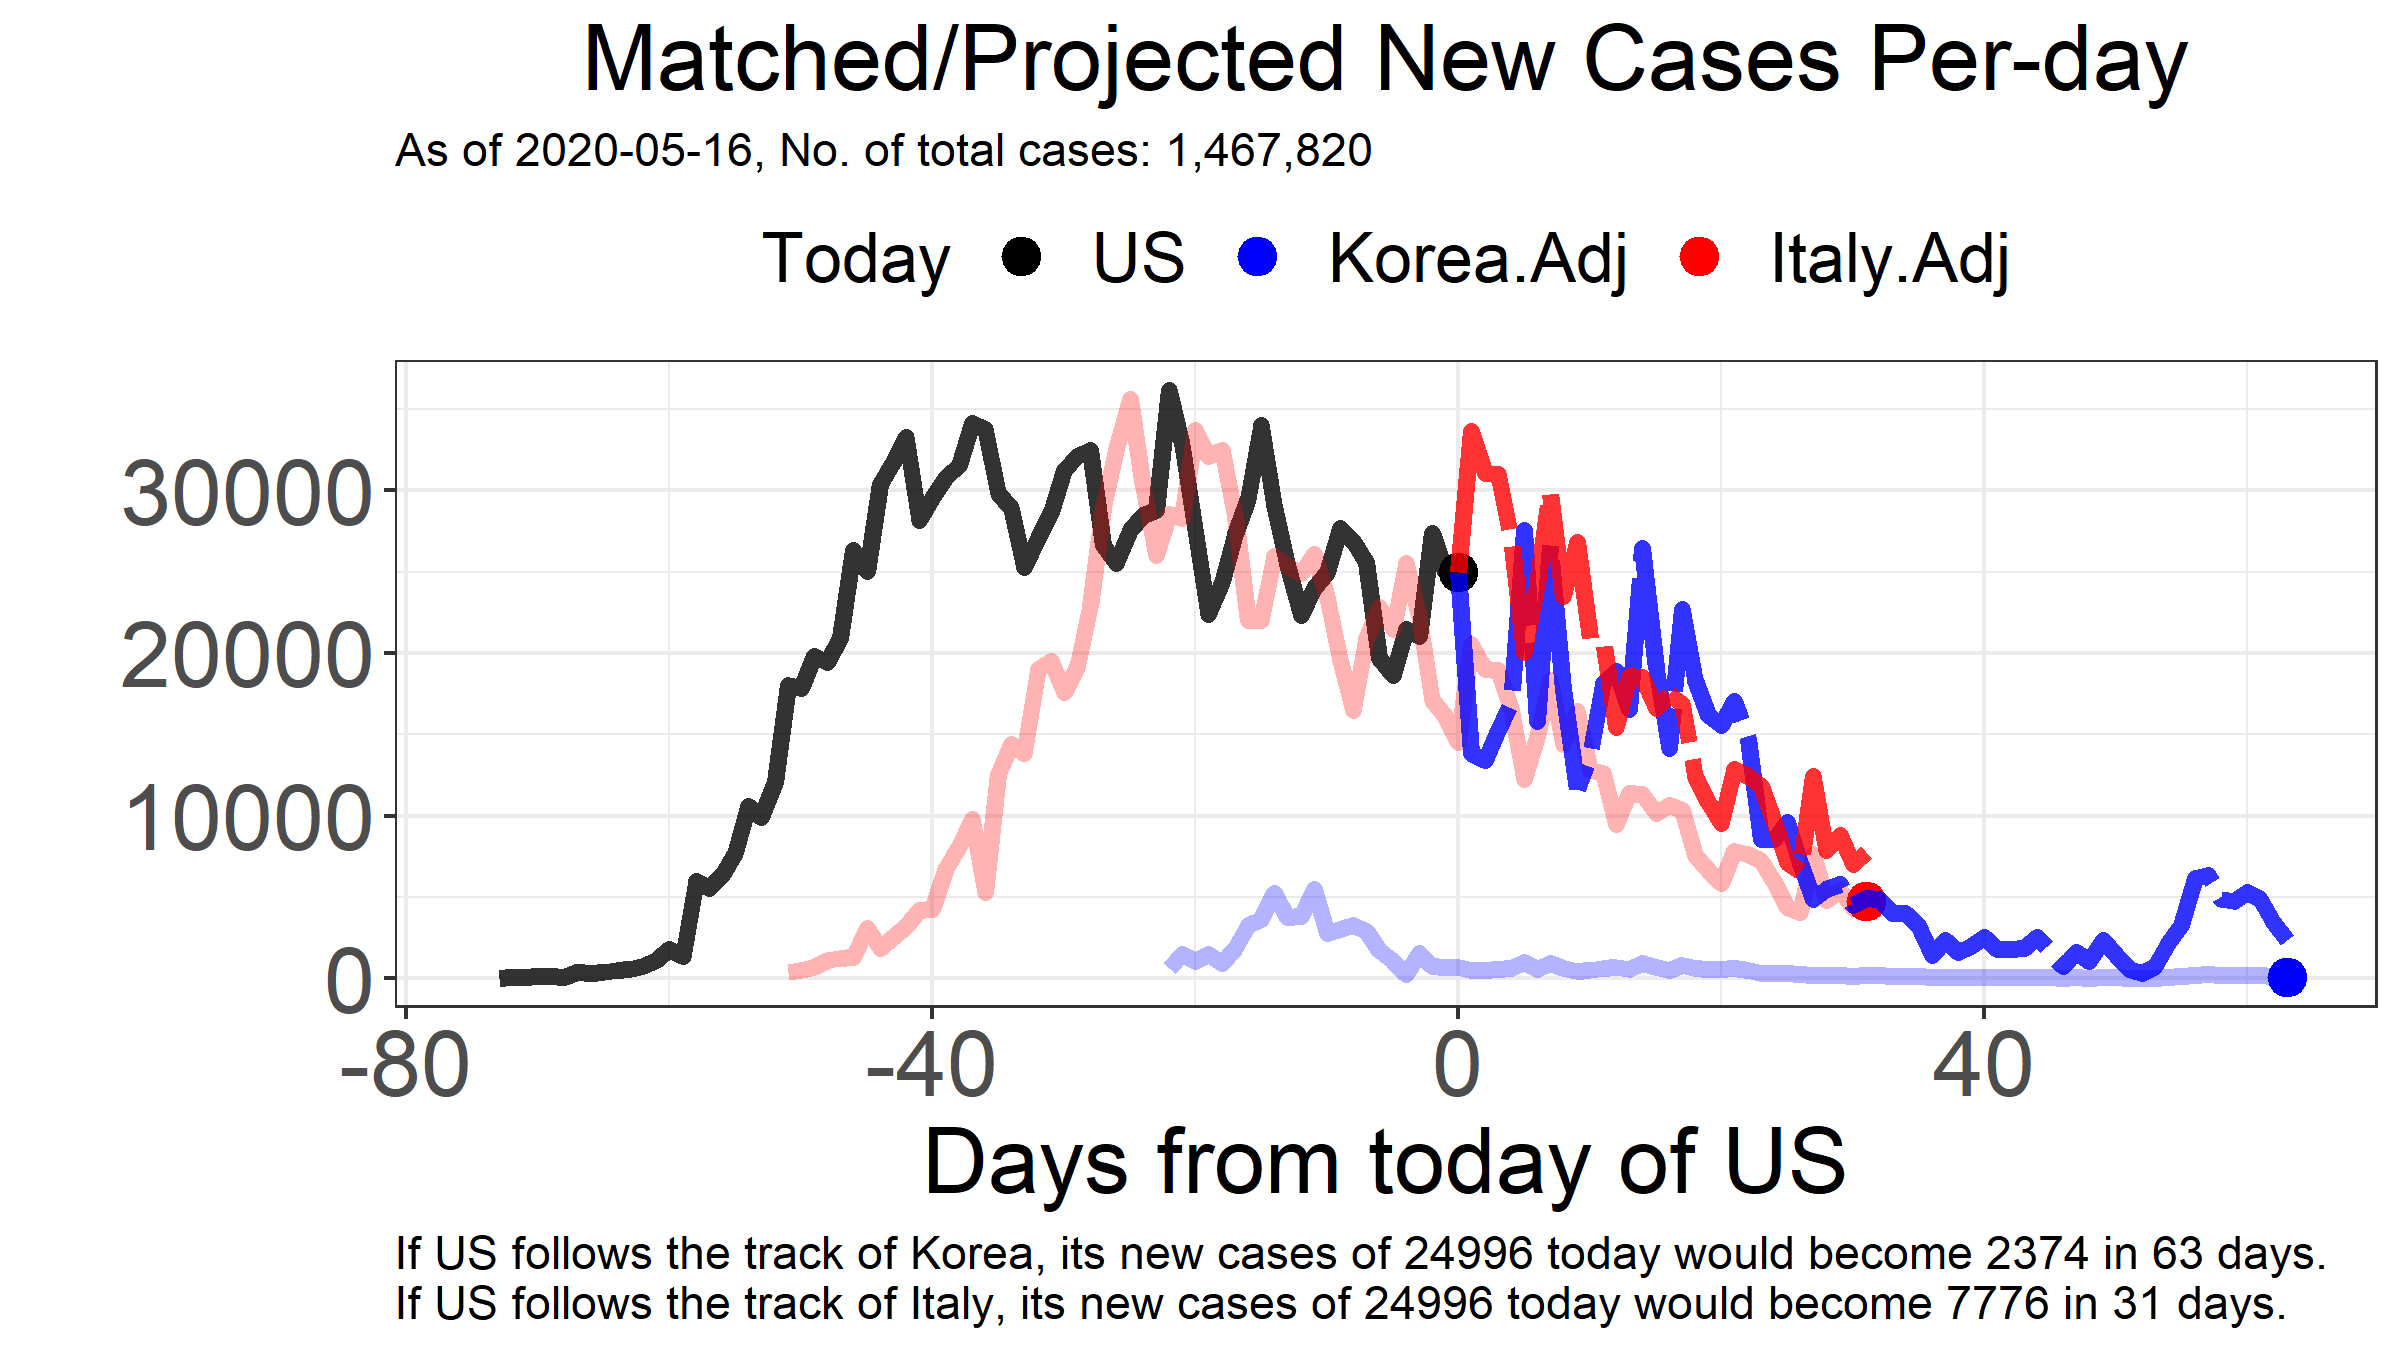 Matched/Projected New Cases Per-day
As of 2020-05-16, No. of total cases: 1,467,820
Today US Korea.Adj Italy.Adj
30000
20000
10000
0
-80 -40 0 40
Days from today of US
If US follows the track of Korea, its new cases of 24996 today would become 2374 in 63 days.
If US follows the track of Italy, its new cases of 24996 today would become 7776 in 31 days.